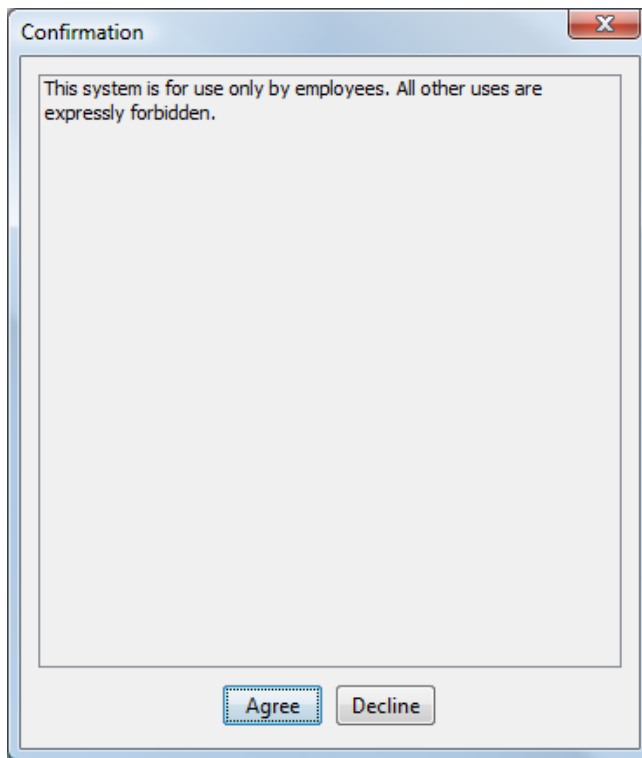 Confirmation
This system is for use only by employees. All other uses are
expressly forbidden.
Agree
Decline